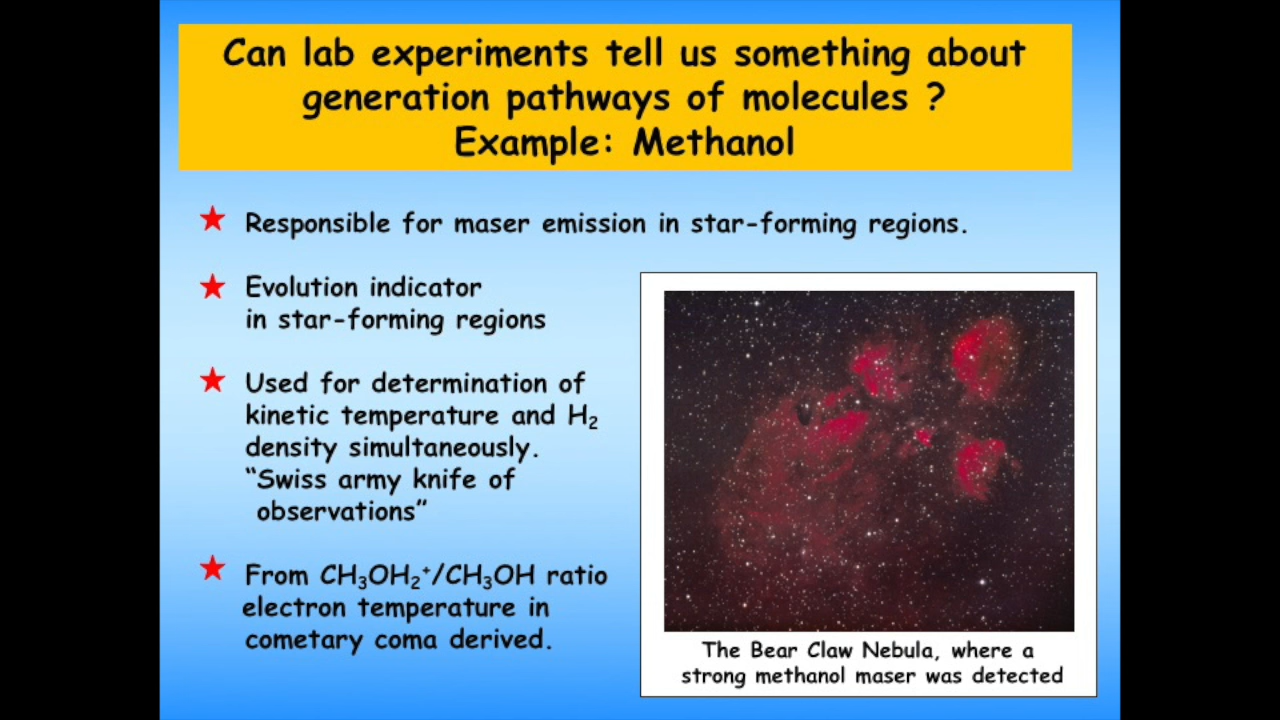 Can lab experiments tell us something about
generation pathways of molecules ?
Example: Methanol
Responsible for maser emission in star-forming regions.
Evolution indicator
in star-forming regions
Used for determination of
kinetic temperature and H₂
density simultaneously.
“Swiss army knife of
observations”
From CH₃OH₂⁺/CH₃OH ratio
electron temperature in
cometary coma derived.
The Bear Claw Nebula, where a
strong methanol maser was detected